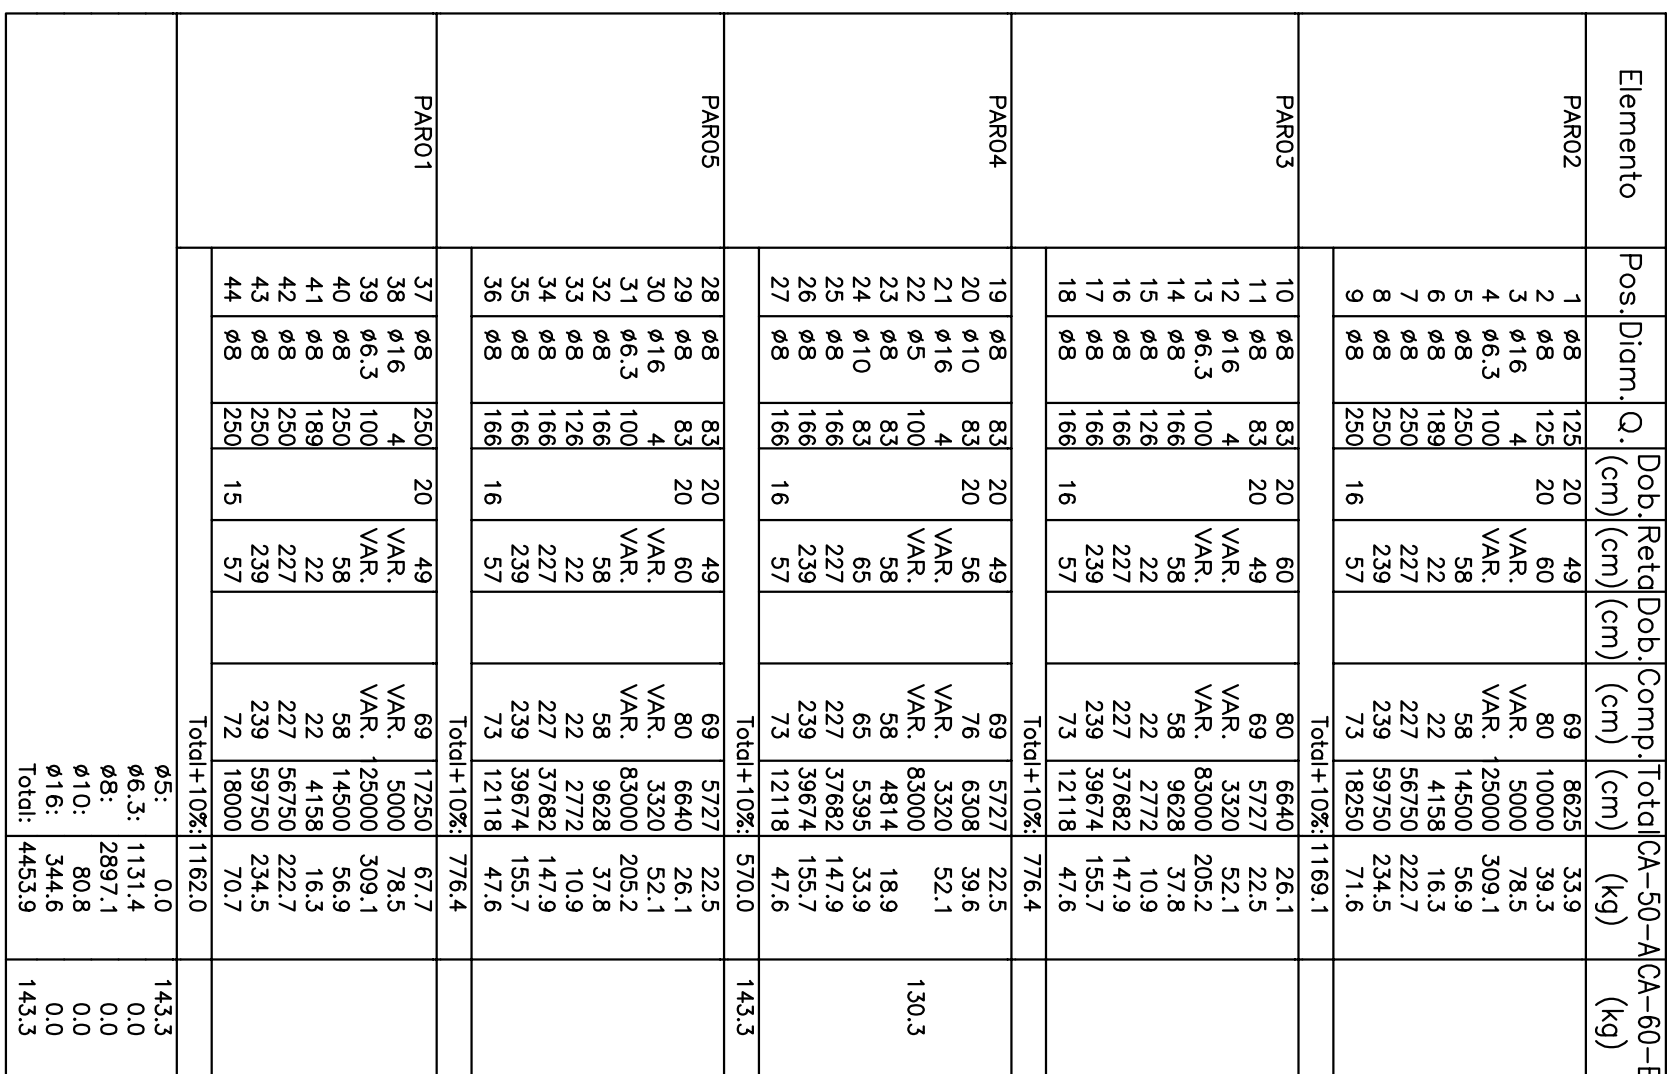 Elemento Pos. Diam. Q. Dob. (cm) Reta (cm) Dob. (cm) Comp. (cm) Total (cm) CA-50-A (kg) CA-60-B (kg)
PAR02 1 ø8 125 20 49 69 8625 33.9
2 ø8 125 20 60 80 10000 39.3
3 ø16 4 VAR. VAR. 5000 78.5
4 ø6.3 100 VAR. VAR. 125000 309.1
5 ø8 250 58 58 14500 56.9
6 ø8 189 22 22 4158 16.3
7 ø8 250 227 227 56750 222.7
8 ø8 250 239 239 59750 234.5
9 ø8 250 16 57 73 18250 71.6
Total+10%: 1169.1
PAR03 10 ø8 83 20 60 80 6640 26.1
11 ø8 83 20 49 69 5727 22.5
12 ø16 4 VAR. VAR. 3320 52.1
13 ø6.3 100 VAR. VAR. 83000 205.2
14 ø8 166 58 58 9628 37.8
15 ø8 126 22 22 2772 10.9
16 ø8 166 227 227 37682 147.9
17 ø8 166 239 239 39674 155.7
18 ø8 166 16 57 73 12118 47.6
Total+10%: 776.4
PAR04 19 ø8 83 20 49 69 5727 22.5
20 ø10 83 20 56 76 6308 39.6
21 ø16 4 VAR. VAR. 3320 52.1
22 ø5 100 VAR. VAR. 83000 130.3
23 ø8 83 58 58 4814 18.9
24 ø10 83 65 65 5395 33.9
25 ø8 166 227 227 37682 147.9
26 ø8 166 239 239 39674 155.7
27 ø8 166 16 57 73 12118 47.6
Total+10%: 570.0 143.3
PAR05 28 ø8 83 20 49 69 5727 22.5
29 ø8 83 20 60 80 6640 26.1
30 ø16 4 VAR. VAR. 3320 52.1
31 ø6.3 100 VAR. VAR. 83000 205.2
32 ø8 166 58 58 9628 37.8
33 ø8 126 22 22 2772 10.9
34 ø8 166 227 227 37682 147.9
35 ø8 166 239 239 39674 155.7
36 ø8 166 16 57 73 12118 47.6
Total+10%: 776.4
PAR01 37 ø8 250 20 49 69 17250 67.7
38 ø16 4 VAR. VAR. 5000 78.5
39 ø6.3 100 VAR. VAR. 125000 309.1
40 ø8 250 58 58 14500 56.9
41 ø8 189 22 22 4158 16.3
42 ø8 250 227 227 56750 222.7
43 ø8 250 239 239 59750 234.5
44 ø8 250 15 57 72 18000 70.7
Total+10%: 1162.0
ø5: 0.0 143.3
ø6.3: 1131.4 0.0
ø8: 2897.1 0.0
ø10: 80.8 0.0
ø16: 344.6 0.0
Total: 4453.9 143.3